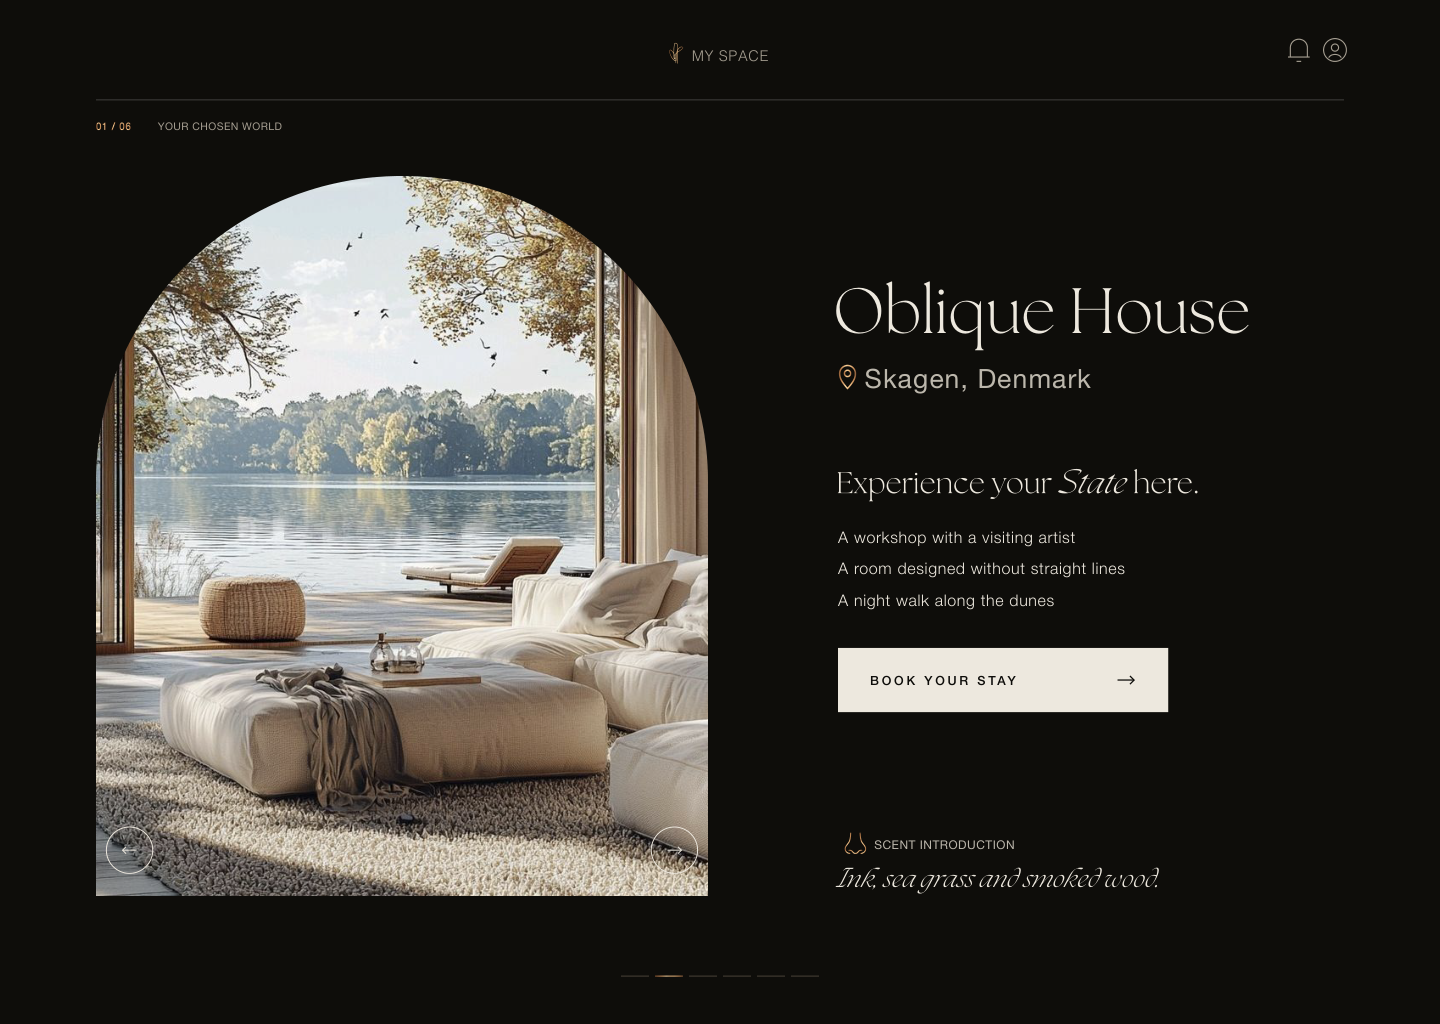 MY SPACE
01 / 06
YOUR CHOSEN WORLD
Oblique House
Skagen, Denmark
Experience your State here.
A workshop with a visiting artist
A room designed without straight lines
A night walk along the dunes
BOOK YOUR STAY
SCENT INTRODUCTION
Ink, sea grass and smoked wood.